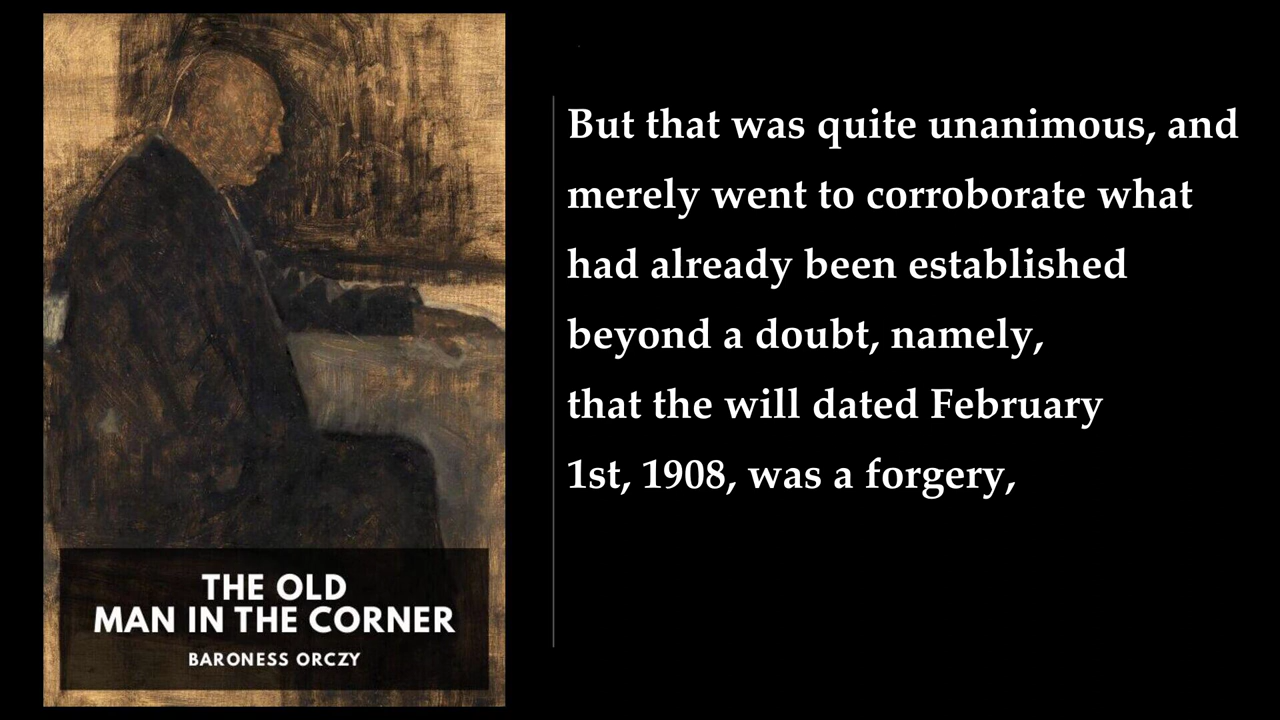 But that was quite unanimous, and
merely went to corroborate what
had already been established
beyond a doubt, namely,
that the will dated February
1st, 1908, was a forgery,
THE OLD
MAN IN THE CORNER
BARONESS ORCZY